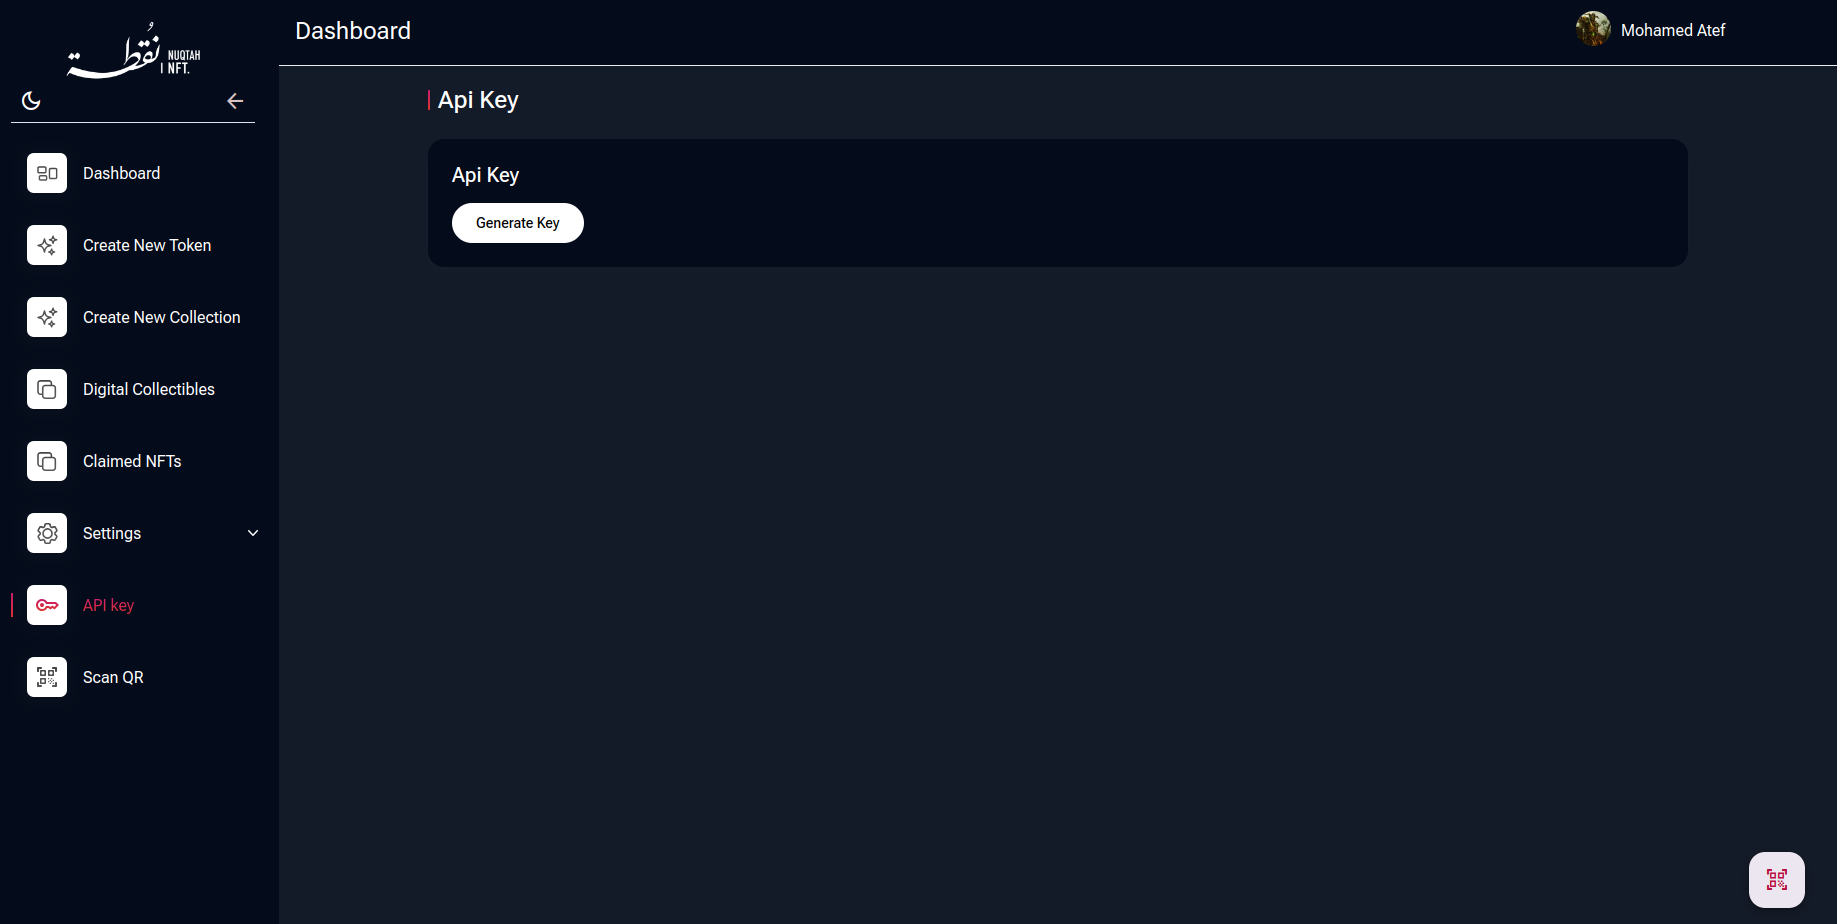 نُقطة
NUQTAH
NFT.
Dashboard
Mohamed Atef
Dashboard
Create New Token
Create New Collection
Digital Collectibles
Claimed NFTs
Settings
API key
Scan QR
Api Key
Api Key
Generate Key